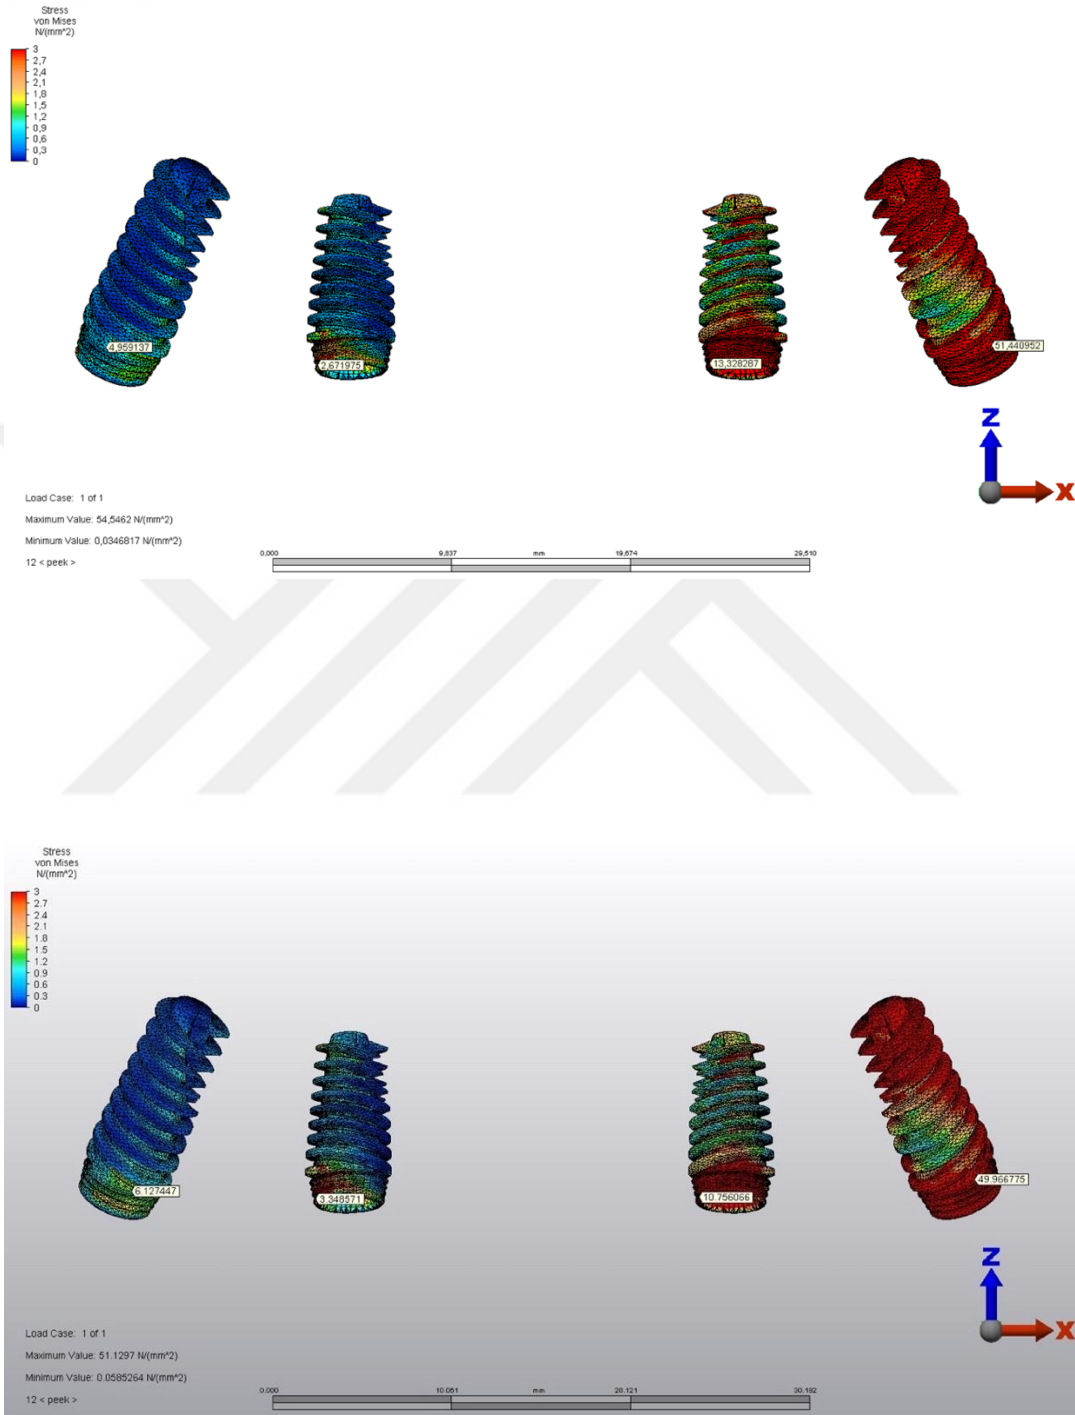 Stress
von Mises
N/(mm^2)
3
2,7
2,4
2,1
1,8
1,5
1,2
0,9
0,6
0,3
0
4,959137
2,671975
13,328287
51,440952
Z
X
Load Case: 1 of 1
Maximum Value: 54,5462 N/(mm^2)
Minimum Value: 0,0346817 N/(mm^2)
12 < peek >
0,000 9,837 mm 19,674 29,510
Stress
von Mises
N/(mm^2)
3
2.7
2.4
2.1
1.8
1.5
1.2
0.9
0.6
0.3
0
6.127447
3.348571
10.756066
49.966775
Z
X
Load Case: 1 of 1
Maximum Value: 51.1297 N/(mm^2)
Minimum Value: 0.0585264 N/(mm^2)
12 < peek >
0.000 10.051 mm 20.121 30.182